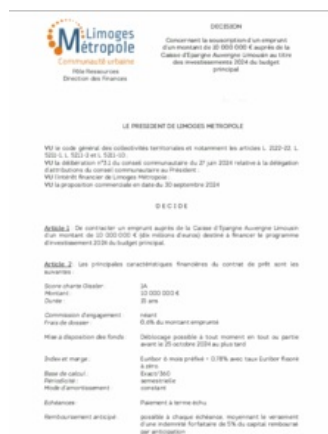 Limoges
Métropole
Communauté urbaine
Pôle Ressources
Direction des Finances
DECISION
Concernant la souscription d'un emprunt
d'un montant de 10 000 000 € auprès de la
Caisse d'Epargne Auvergne Limousin au titre
des investissements 2024 du budget
principal
LE PRESIDENT DE LIMOGES METROPOLE
VU le code général des collectivités territoriales et notamment les articles L. 2122-22, L.
5211-1, L. 5211-2 et L. 5211-10 ;
VU la délibération n°3.1 du conseil communautaire du 27 juin 2024 relative à la délégation
d'attributions du conseil communautaire au Président ;
VU l'intérêt financier de Limoges Métropole ;
VU la proposition commerciale en date du 30 septembre 2024
DECIDE
Article 1 : De contracter un emprunt auprès de la Caisse d'Epargne Auvergne Limousin
d'un montant de 10 000 000 € (dix millions d'euros) destiné à financer le programme
d'investissement 2024 du budget principal.
Article 2 : Les principales caractéristiques financières du contrat de prêt sont les
suivantes :
Score charte Gissler : 1A
Montant : 10 000 000 €
Durée : 15 ans
Commission d'engagement : néant
Frais de dossier : 0.04% du montant emprunté
Mise à disposition des fonds : Déblocage possible à tout moment en tout ou partie
avant le 25 octobre 2024 au plus tard
Index et marge : Euribor 6 mois préfixé + 0.78% avec taux Euribor flooré
à zéro
Base de calcul : Exact/360
Périodicité : semestrielle
Mode d'amortissement : constant
Echéances : Paiement à terme échu
Remboursement anticipé : possible à chaque échéance, moyennant le versement
d'une indemnité forfaitaire de 5% du capital remboursé
par anticipation